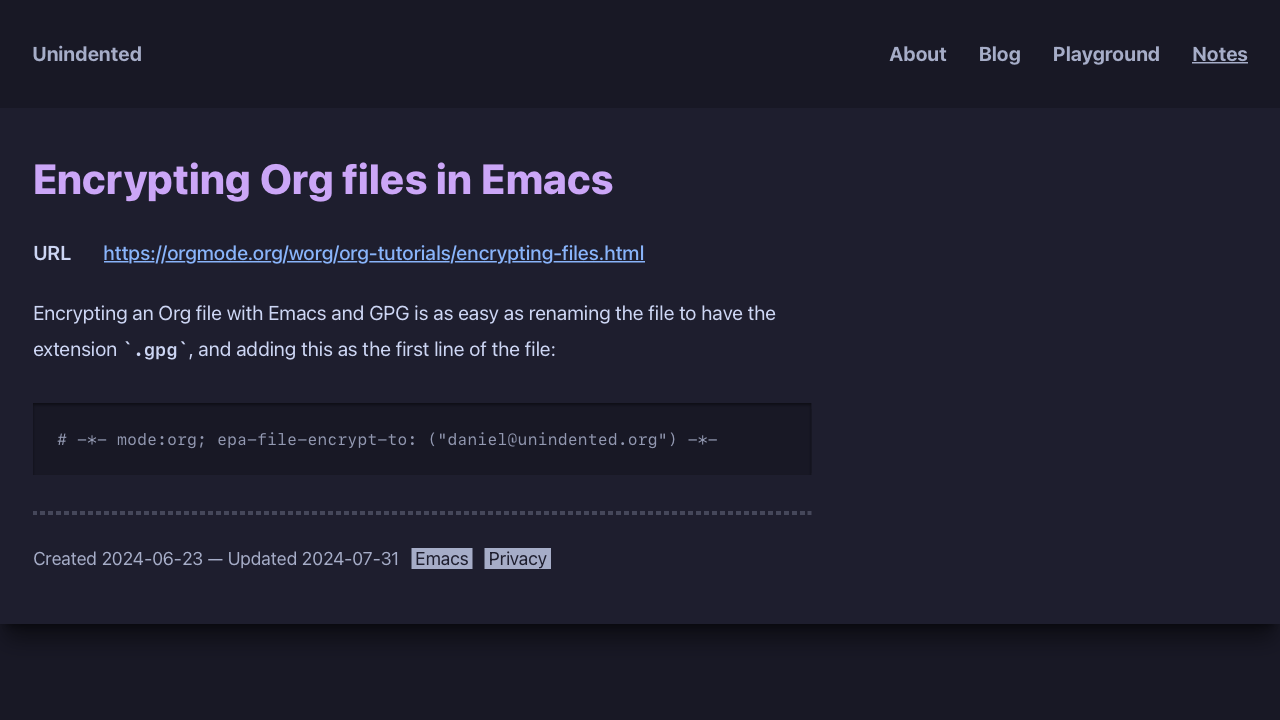 Unindented
About Blog Playground Notes
Encrypting Org files in Emacs
URL https://orgmode.org/worg/org-tutorials/encrypting-files.html
Encrypting an Org file with Emacs and GPG is as easy as renaming the file to have the
extension `.gpg`, and adding this as the first line of the file:
# -*- mode:org; epa-file-encrypt-to: ("daniel@unindented.org") -*-
Created 2024-06-23 — Updated 2024-07-31 Emacs Privacy